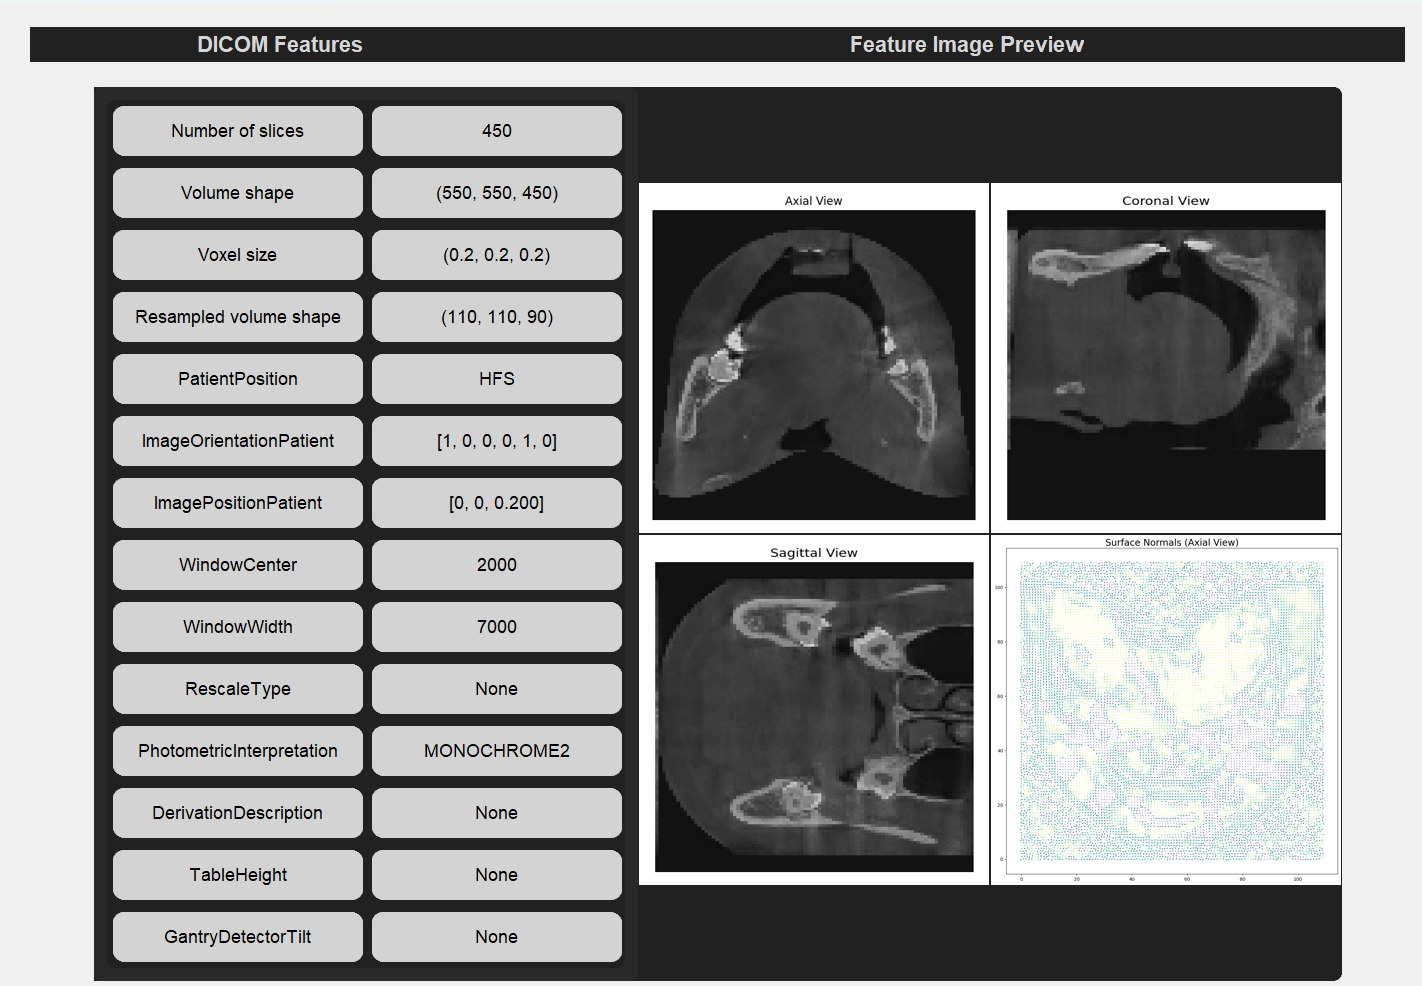 DICOM Features
Feature Image Preview
Number of slices 450
Volume shape (550, 550, 450)
Voxel size (0.2, 0.2, 0.2)
Resampled volume shape (110, 110, 90)
PatientPosition HFS
ImageOrientationPatient [1, 0, 0, 0, 1, 0]
ImagePositionPatient [0, 0, 0.200]
WindowCenter 2000
WindowWidth 7000
RescaleType None
PhotometricInterpretation MONOCHROME2
DerivationDescription None
TableHeight None
GantryDetectorTilt None
Axial View
Coronal View
Sagittal View
Surface Normals (Axial View)
100
80
60
40
20
0
0 20 40 60 80 100